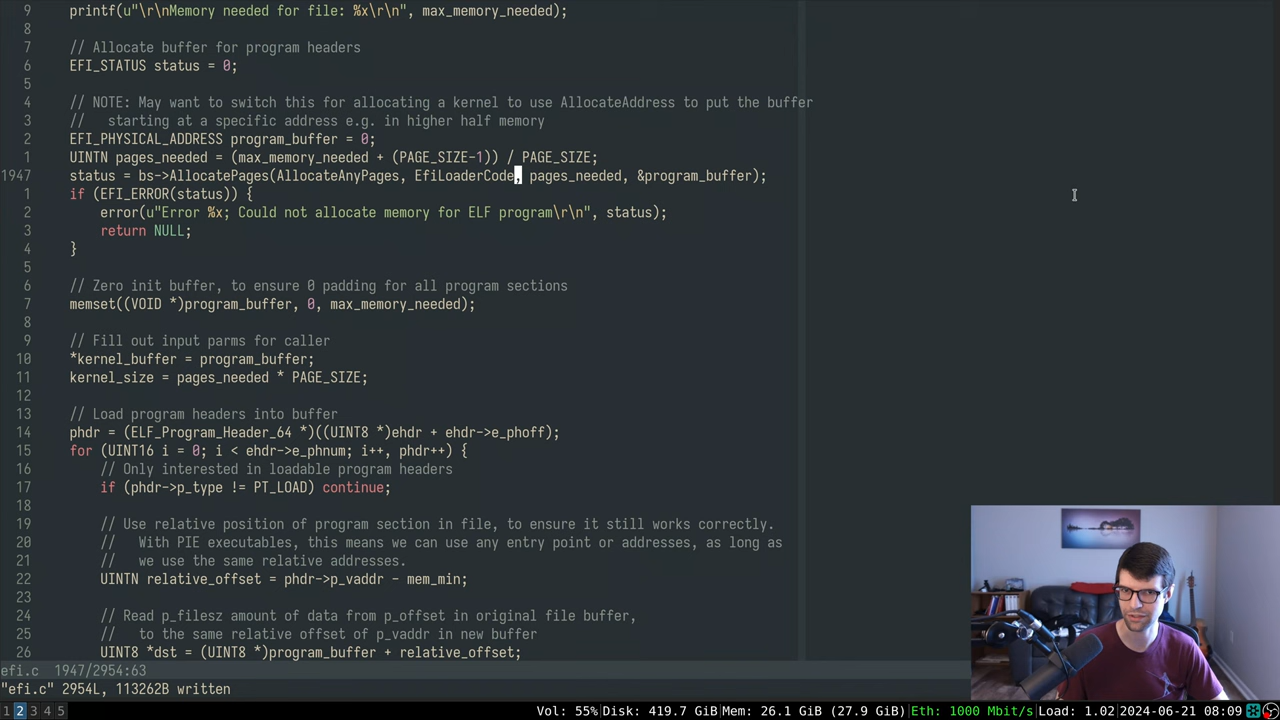 9     printf(u"\r\nMemory needed for file: %x\r\n", max_memory_needed);
8
7     // Allocate buffer for program headers
6     EFI_STATUS status = 0;
5
4     // NOTE: May want to switch this for allocating a kernel to use AllocateAddress to put the buffer
3     //   starting at a specific address e.g. in higher half memory
2     EFI_PHYSICAL_ADDRESS program_buffer = 0;
1     UINTN pages_needed = (max_memory_needed + (PAGE_SIZE-1)) / PAGE_SIZE;
1947     status = bs->AllocatePages(AllocateAnyPages, EfiLoaderCode, pages_needed, &program_buffer);
1     if (EFI_ERROR(status)) {
2         error(u"Error %x; Could not allocate memory for ELF program\r\n", status);
3         return NULL;
4     }
5
6     // Zero init buffer, to ensure 0 padding for all program sections
7     memset((VOID *)program_buffer, 0, max_memory_needed);
8
9     // Fill out input parms for caller
10     *kernel_buffer = program_buffer;
11     kernel_size = pages_needed * PAGE_SIZE;
12
13     // Load program headers into buffer
14     phdr = (ELF_Program_Header_64 *)((UINT8 *)ehdr + ehdr->e_phoff);
15     for (UINT16 i = 0; i < ehdr->e_phnum; i++, phdr++) {
16         // Only interested in loadable program headers
17         if (phdr->p_type != PT_LOAD) continue;
18
19         // Use relative position of program section in file, to ensure it still works correctly.
20         //   With PIE executables, this means we can use any entry point or addresses, as long as
21         //   we use the same relative addresses.
22         UINTN relative_offset = phdr->p_vaddr - mem_min;
23
24         // Read p_filesz amount of data from p_offset in original file buffer,
25         //   to the same relative offset of p_vaddr in new buffer
26         UINT8 *dst = (UINT8 *)program_buffer + relative_offset;
efi.c  1947/2954:63
"efi.c" 2954L, 113262B written
1 2 3 4 5 Vol: 55% Disk: 419.7 GiB Mem: 26.1 GiB (27.9 GiB) Eth: 1000 Mbit/s Load: 1.02 2024-06-21 08:09